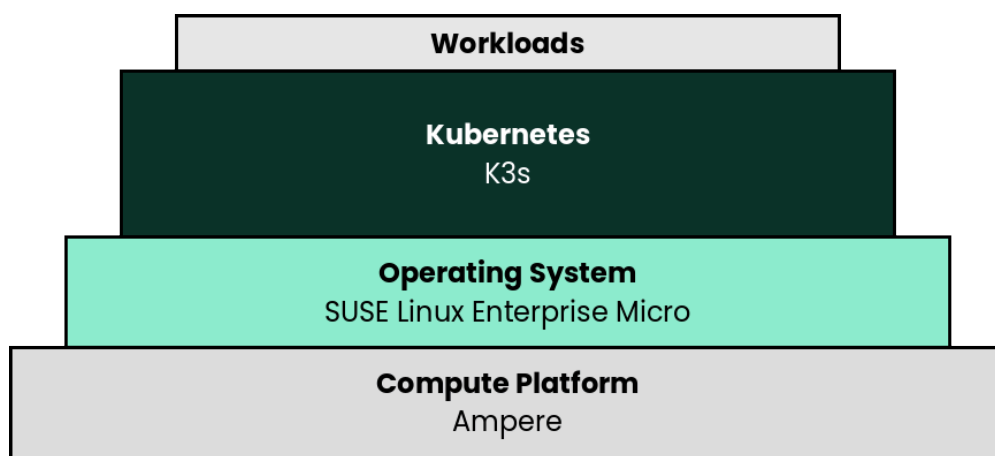 Workloads
Kubernetes
K3s
Operating System
SUSE Linux Enterprise Micro
Compute Platform
Ampere